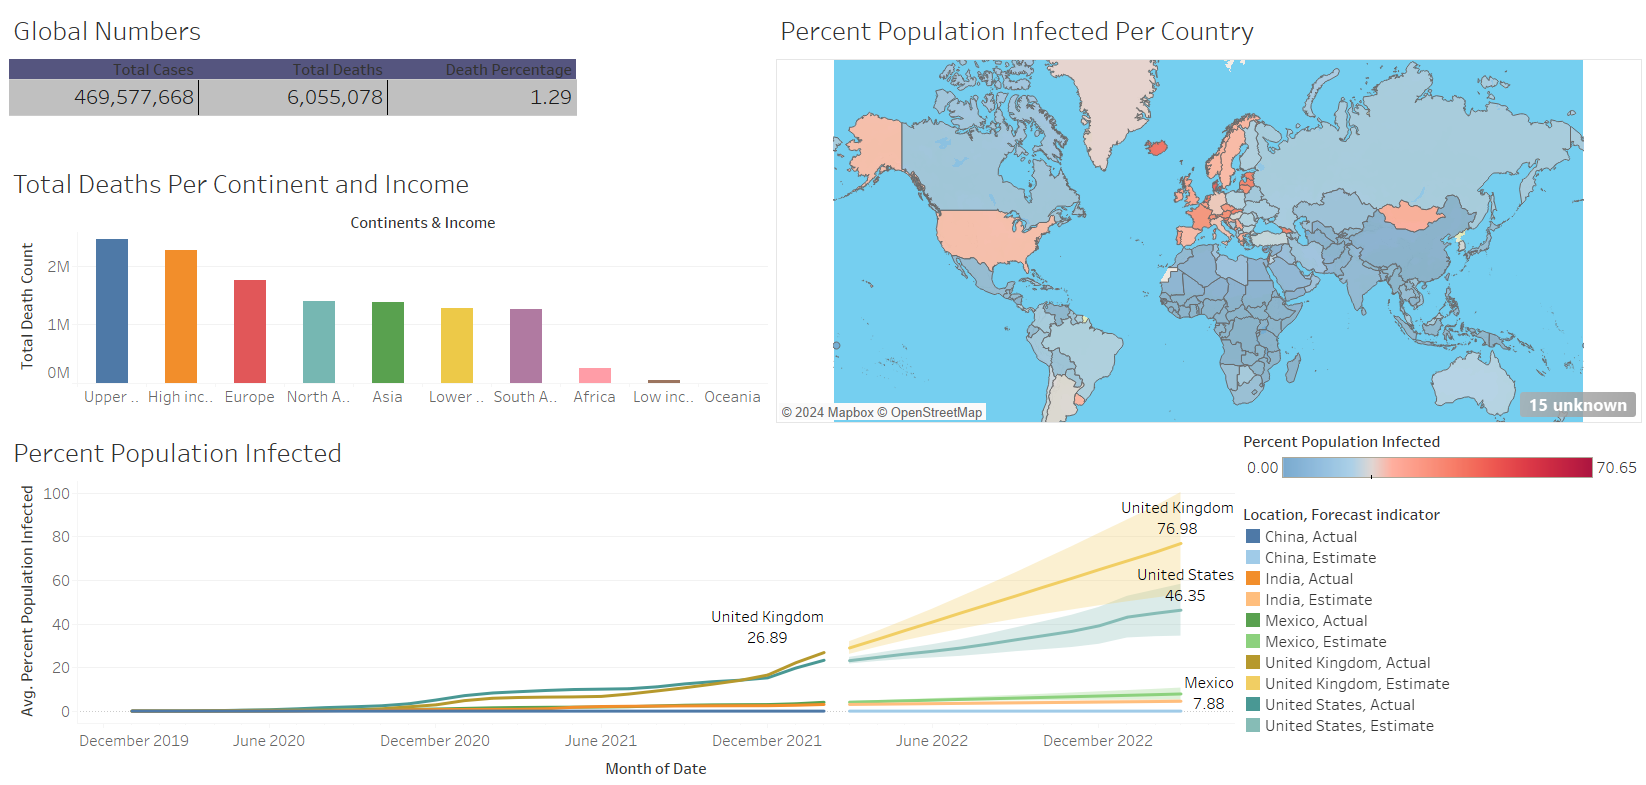 Global Numbers
Total Cases Total Deaths Death Percentage
469,577,668 6,055,078 1.29
Total Deaths Per Continent and Income
Continents & Income
Total Death Count
2M
1M
0M
Upper .. High inc.. Europe North A.. Asia Lower .. South A.. Africa Low inc.. Oceania
Percent Population Infected Per Country
© 2024 Mapbox © OpenStreetMap
15 unknown
Percent Population Infected
0.00 70.65
Percent Population Infected
Avg. Percent Population Infected
100
80
60
40
20
0
United Kingdom
26.89
United Kingdom
76.98
United States
46.35
Mexico
7.88
December 2019 June 2020 December 2020 June 2021 December 2021 June 2022 December 2022
Month of Date
Location, Forecast indicator
China, Actual
China, Estimate
India, Actual
India, Estimate
Mexico, Actual
Mexico, Estimate
United Kingdom, Actual
United Kingdom, Estimate
United States, Actual
United States, Estimate